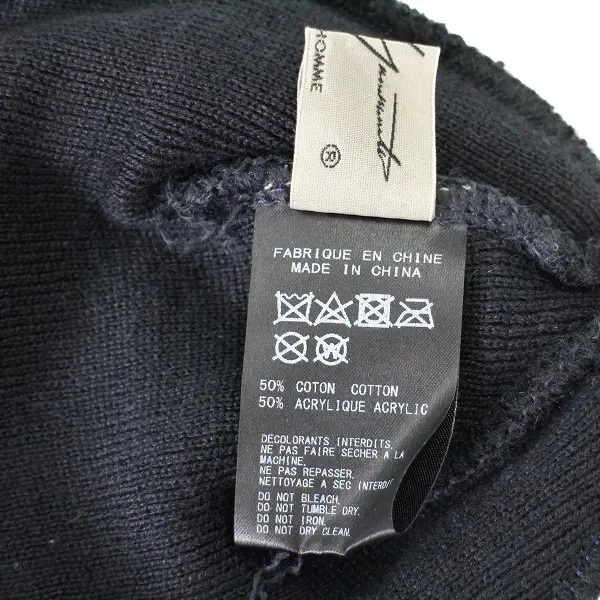 HOMME
®
FABRIQUE EN CHINE
MADE IN CHINA
50% COTON COTTON
50% ACRYLIQUE ACRYLIC
DECOLORANTS INTERDITS.
NE PAS FAIRE SECHER A LA
MACHINE.
NE PAS REPASSER.
NETTOYAGE A SEC
DO NOT BLEACH.
DO NOT TUMBLE DRY.
DO NOT IRON.
DO NOT DRY CLEAN.